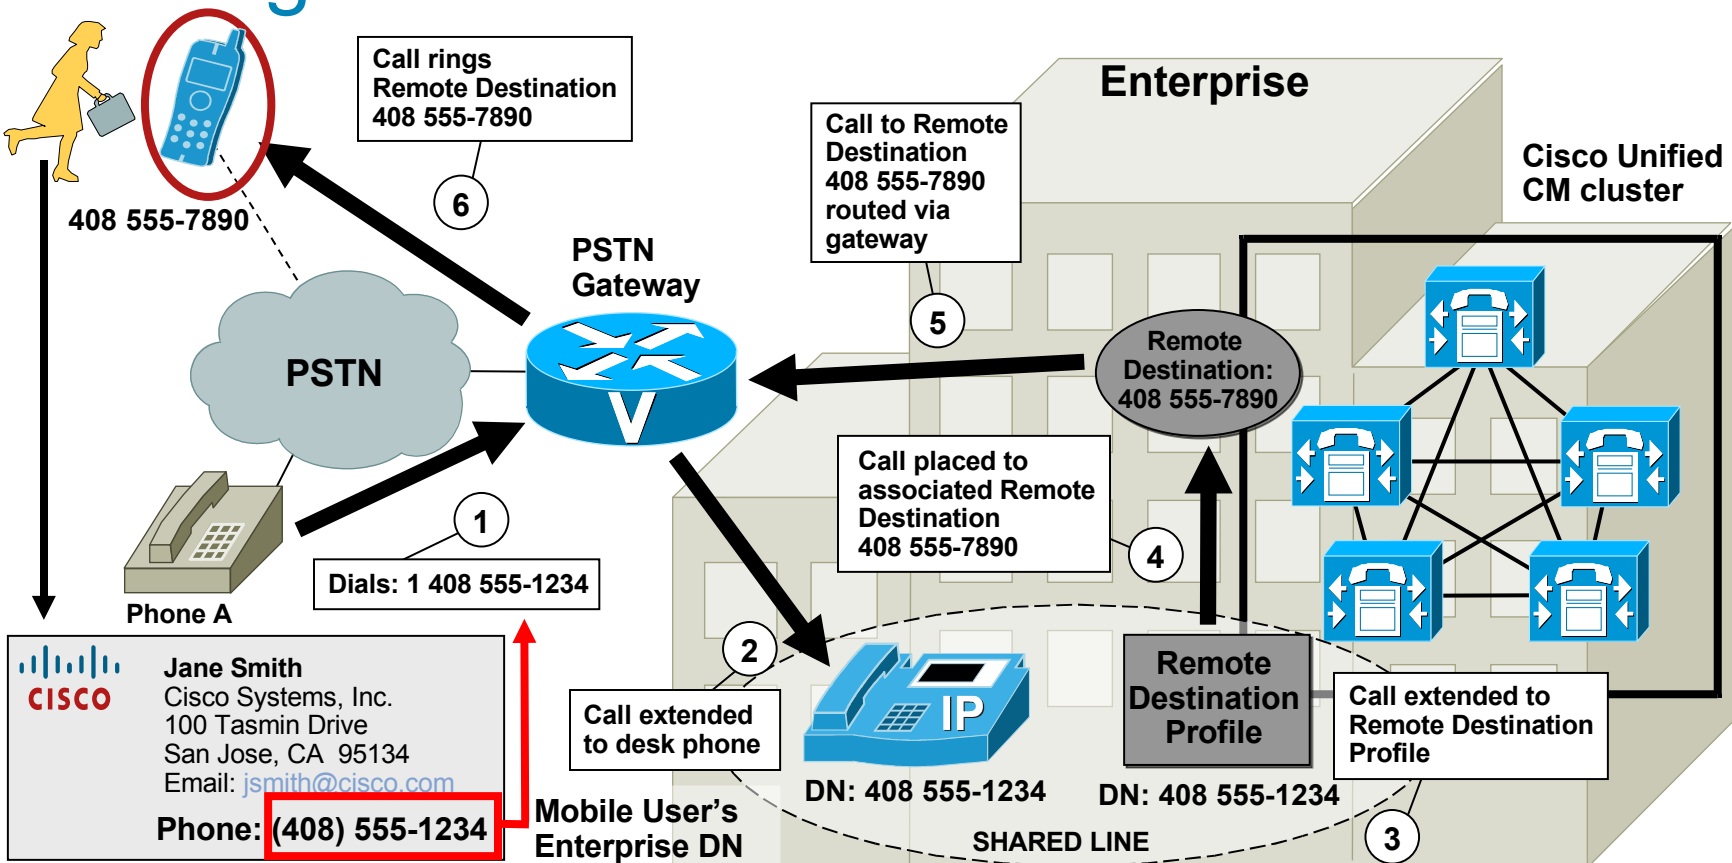 Call rings
Remote Destination
408 555-7890
6
408 555-7890
Enterprise
Call to Remote
Destination
408 555-7890
routed via
gateway
5
Cisco Unified
CM cluster
PSTN
Gateway
PSTN
V
Remote
Destination:
408 555-7890
Call placed to
associated Remote
Destination
408 555-7890
4
1
Dials: 1 408 555-1234
Phone A
2
Call extended
to desk phone
IP
DN: 408 555-1234
Remote
Destination
Profile
DN: 408 555-1234
SHARED LINE
Call extended to
Remote Destination
Profile
3
CISCO
Jane Smith
Cisco Systems, Inc.
100 Tasmin Drive
San Jose, CA 95134
Email: jsmith@cisco.com
Phone: (408) 555-1234
Mobile User's
Enterprise DN